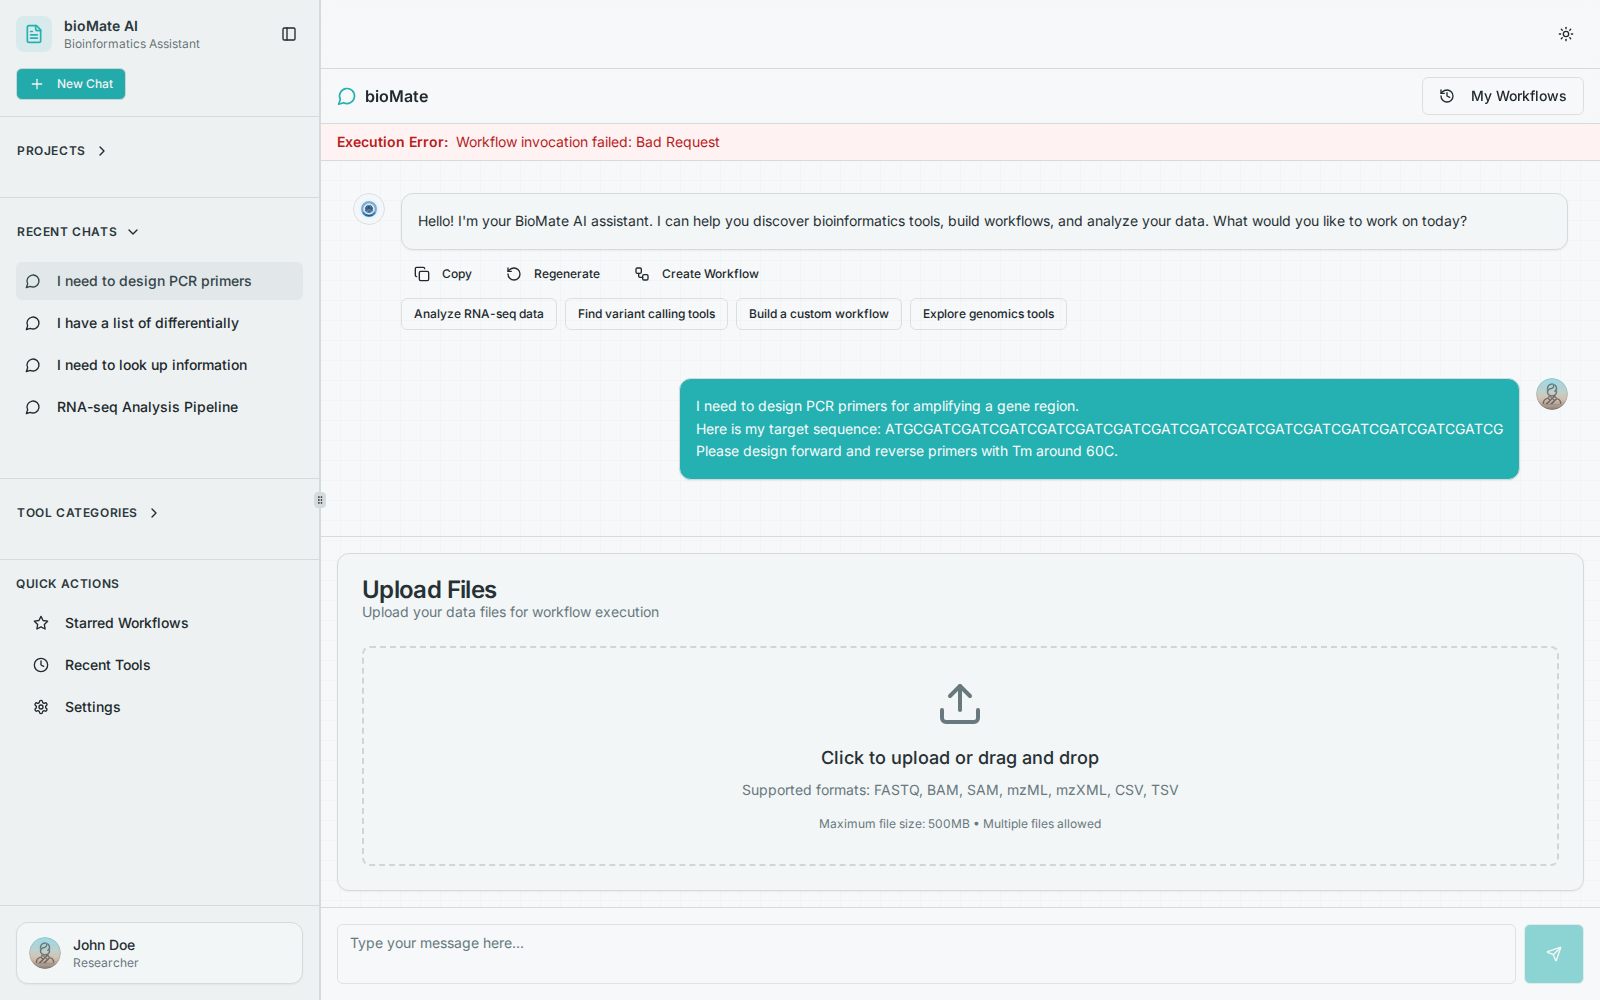 bioMate AI
Bioinformatics Assistant
New Chat
PROJECTS
RECENT CHATS
I need to design PCR primers
I have a list of differentially
I need to look up information
RNA-seq Analysis Pipeline
TOOL CATEGORIES
QUICK ACTIONS
Starred Workflows
Recent Tools
Settings
John Doe
Researcher
bioMate
My Workflows
Execution Error: Workflow invocation failed: Bad Request
Hello! I'm your BioMate AI assistant. I can help you discover bioinformatics tools, build workflows, and analyze your data. What would you like to work on today?
Copy Regenerate Create Workflow
Analyze RNA-seq data Find variant calling tools Build a custom workflow Explore genomics tools
I need to design PCR primers for amplifying a gene region.
Here is my target sequence: ATGCGATCGATCGATCGATCGATCGATCGATCGATCGATCGATCGATCGATCGATCGATCGATCG
Please design forward and reverse primers with Tm around 60C.
Upload Files
Upload your data files for workflow execution
Click to upload or drag and drop
Supported formats: FASTQ, BAM, SAM, mzML, mzXML, CSV, TSV
Maximum file size: 500MB • Multiple files allowed
Type your message here...